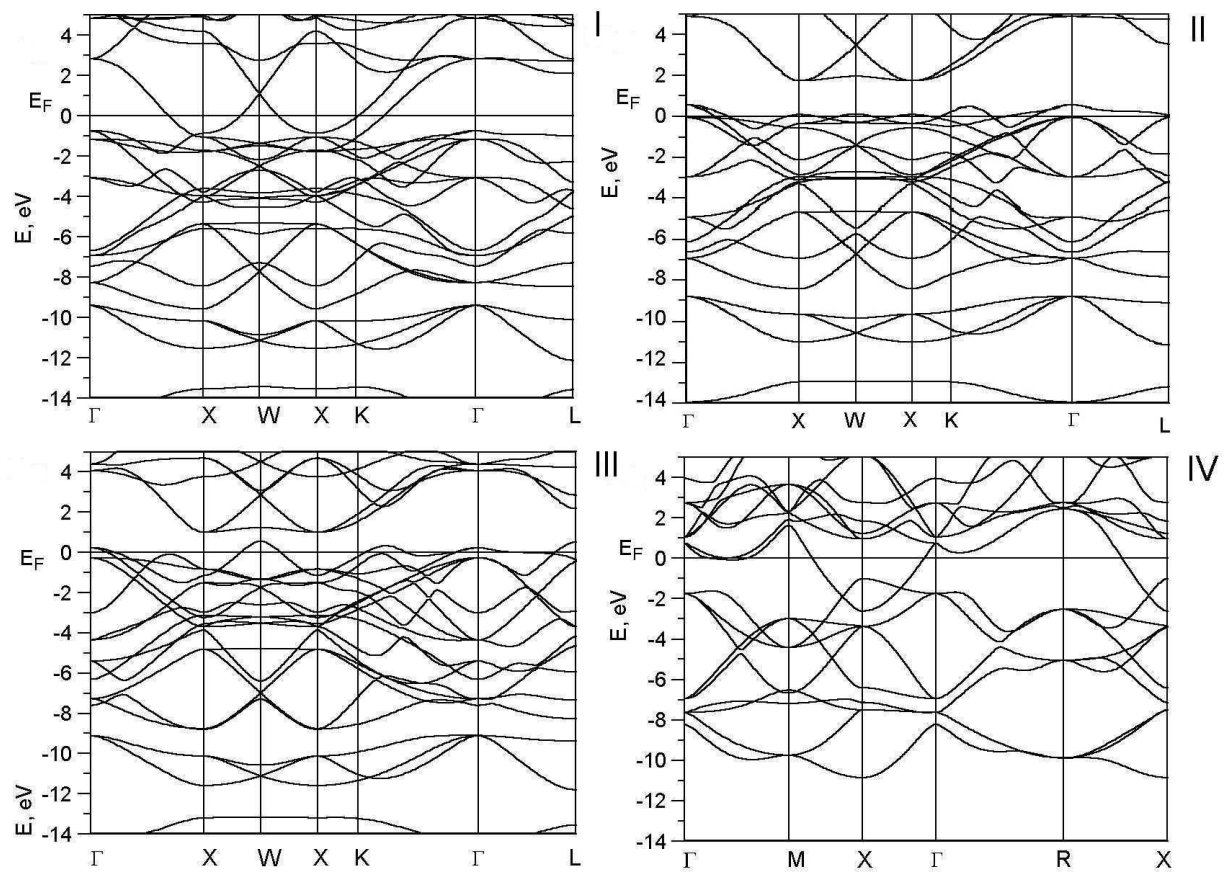 4
2
E_F
0
-2
-4
-6
-8
-10
-12
-14
E, eV
Γ X W X K Γ L
I
4
2
E_F
0
-2
-4
-6
-8
-10
-12
-14
E, eV
Γ X W X K Γ L
II
4
2
E_F
0
-2
-4
-6
-8
-10
-12
-14
E, eV
Γ X W X K Γ L
III
4
2
E_F
0
-2
-4
-6
-8
-10
-12
-14
E, eV
Γ M X Γ R X
IV